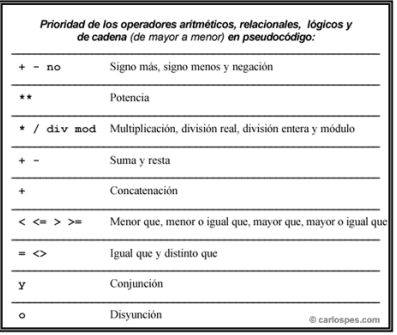 Prioridad de los operadores aritméticos, relacionales, lógicos y
de cadena (de mayor a menor) en pseudocódigo:
+ - no Signo más, signo menos y negación
** Potencia
* / div mod Multiplicación, división real, división entera y módulo
+ - Suma y resta
+ Concatenación
< <= > >= Menor que, menor o igual que, mayor que, mayor o igual que
= <> Igual que y distinto que
y Conjunción
o Disyunción
© carlospes.com